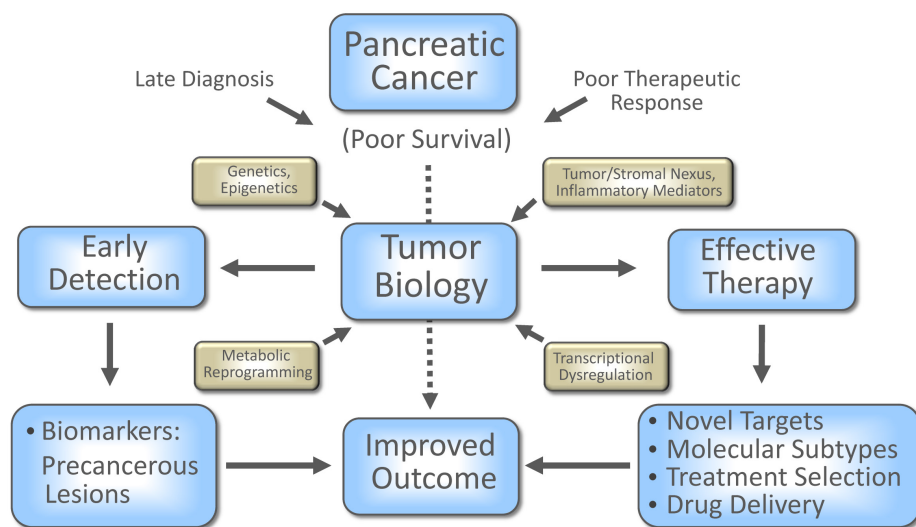 Pancreatic
Cancer
Late Diagnosis
Poor Therapeutic
Response
(Poor Survival)
Genetics,
Epigenetics
Tumor/Stromal Nexus,
Inflammatory Mediators
Early
Detection
Tumor
Biology
Effective
Therapy
Metabolic
Reprogramming
Transcriptional
Dysregulation
• Biomarkers:
Precancerous
Lesions
Improved
Outcome
• Novel Targets
• Molecular Subtypes
• Treatment Selection
• Drug Delivery